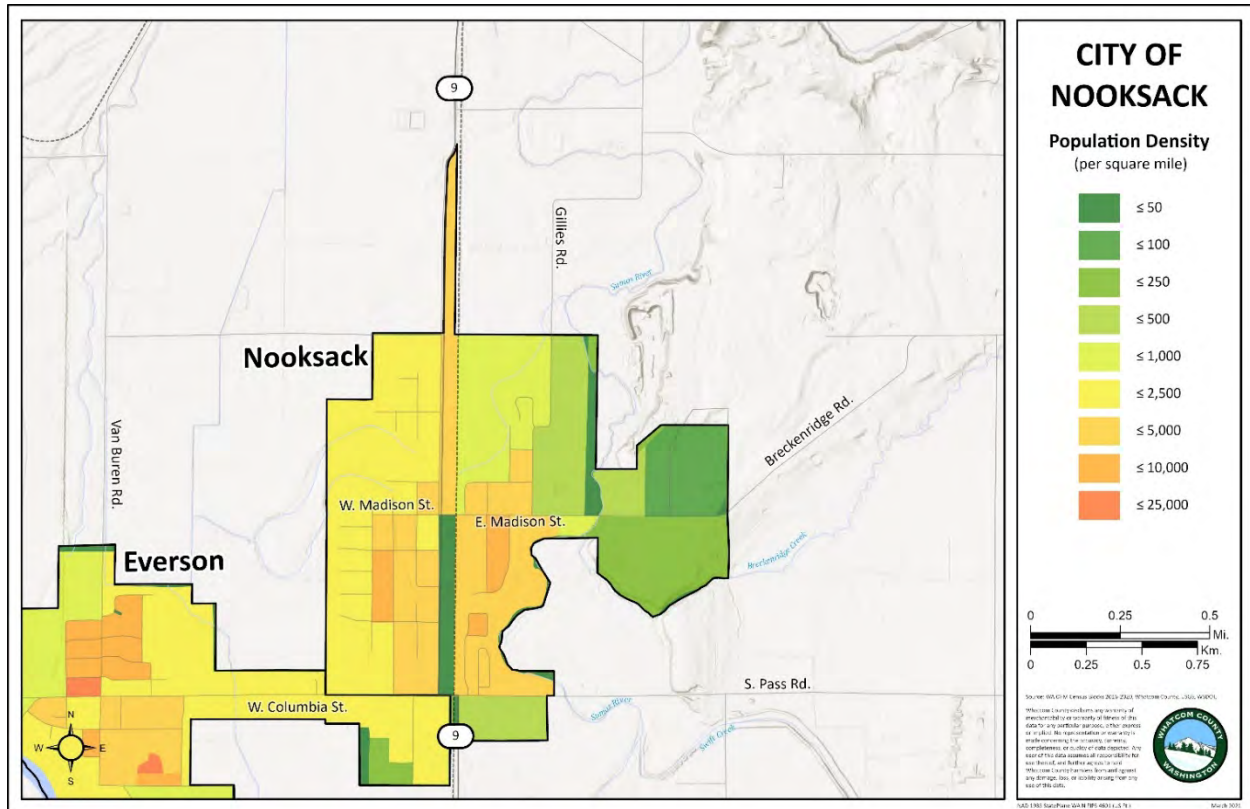 CITY OF
NOOKSACK
Population Density
(per square mile)
≤ 50
≤ 100
≤ 250
≤ 500
≤ 1,000
≤ 2,500
≤ 5,000
≤ 10,000
≤ 25,000
9
Gillies Rd.
Sumas River
Nooksack
Van Buren Rd.
Breckenridge Rd.
W. Madison St.
E. Madison St.
Everson
Breckenridge Creek
S. Pass Rd.
W. Columbia St.
Sumas River
Swift Creek
9
N
W
E
S
0 0.25 0.5
Mi.
Km.
0 0.25 0.5 0.75
WHATCOM COUNTY
WASHINGTON